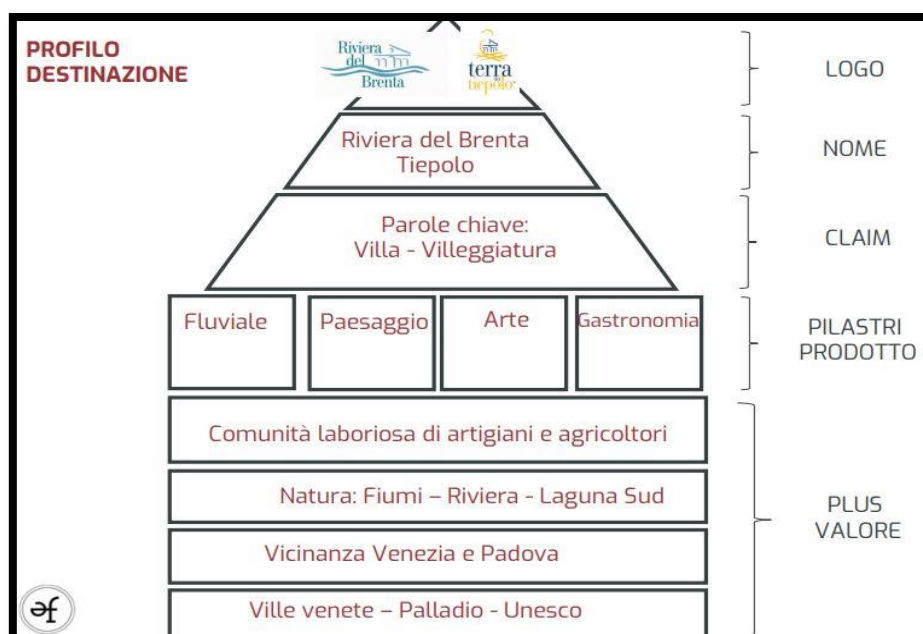 PROFILO
DESTINAZIONE
Riviera
del
Brenta
terra
del
tiepolo
LOGO
Riviera del Brenta
Tiepolo
NOME
Parole chiave:
Villa - Villeggiatura
CLAIM
Fluviale
Paesaggio
Arte
Gastronomia
PILASTRI
PRODOTTO
Comunità laboriosa di artigiani e agricoltori
Natura: Fiumi – Riviera - Laguna Sud
Vicinanza Venezia e Padova
Ville venete – Palladio - Unesco
PLUS
VALORE